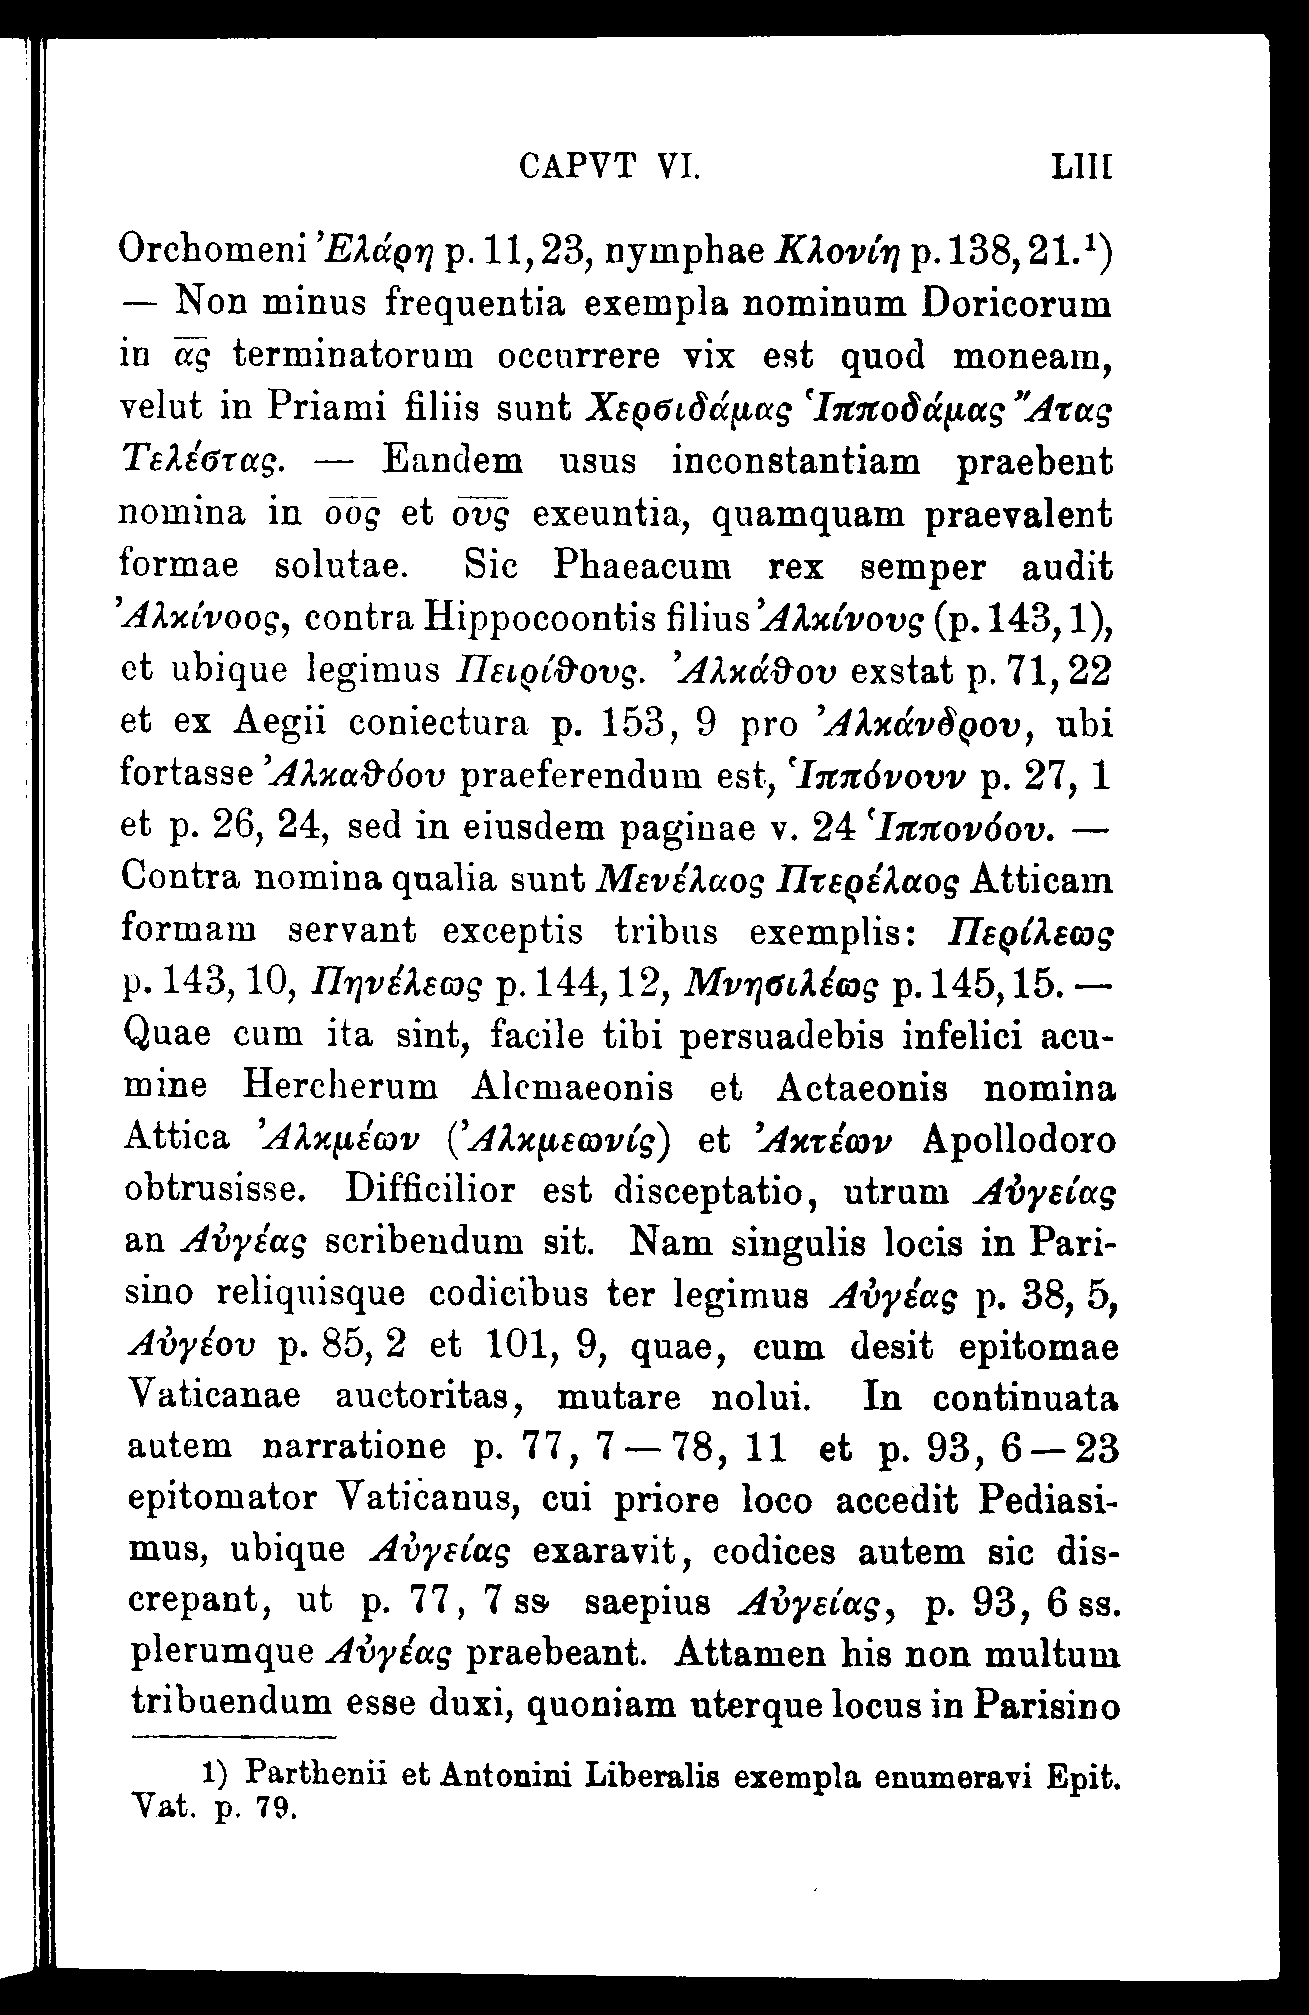 CAPVT VI. LIII
Orchomeni Ἐλάρη p. 11, 23, nymphae Κλονίη p. 138, 21.¹)
— Non minus frequentia exempla nominum Doricorum
in α̅ς̅ terminatorum occurrere vix est quod moneam,
velut in Priami filiis sunt Χερσιδάμας Ἱπποδάμας Ἄτας
Τελέστας. — Eandem usus inconstantiam praebent
nomina in ο̅ο̅ς̅ et ο̅υ̅ς̅ exeuntia, quamquam praevalent
formae solutae. Sic Phaeacum rex semper audit
Ἀλκίνοος, contra Hippocoontis filius Ἀλκίνους (p. 143, 1),
et ubique legimus Πειρίθους. Ἀλκάθου exstat p. 71, 22
et ex Aegii coniectura p. 153, 9 pro Ἀλκάνδρου, ubi
fortasse Ἀλκαθόου praeferendum est, Ἱππόνουν p. 27, 1
et p. 26, 24, sed in eiusdem paginae v. 24 Ἱππονόου. —
Contra nomina qualia sunt Μενέλαος Πτερέλαος Atticam
formam servant exceptis tribus exemplis: Περίλεως
p. 143, 10, Πηνέλεως p. 144, 12, Μνησιλέως p. 145, 15. —
Quae cum ita sint, facile tibi persuadebis infelici acu-
mine Hercherum Alcmaeonis et Actaeonis nomina
Attica Ἀλκμέων (Ἀλκμεωνίς) et Ἀκτέων Apollodoro
obtrusisse. Difficilior est disceptatio, utrum Αὐγείας
an Αὐγέας scribendum sit. Nam singulis locis in Pari-
sino reliquisque codicibus ter legimus Αὐγέας p. 38, 5,
Αὐγέου p. 85, 2 et 101, 9, quae, cum desit epitomae
Vaticanae auctoritas, mutare nolui. In continuata
autem narratione p. 77, 7 — 78, 11 et p. 93, 6 — 23
epitomator Vaticanus, cui priore loco accedit Pediasi-
mus, ubique Αὐγείας exaravit, codices autem sic dis-
crepant, ut p. 77, 7 ss. saepius Αὐγείας, p. 93, 6 ss.
plerumque Αὐγέας praebeant. Attamen his non multum
tribuendum esse duxi, quoniam uterque locus in Parisino
1) Parthenii et Antonini Liberalis exempla enumeravi Epit.
Vat. p. 79.